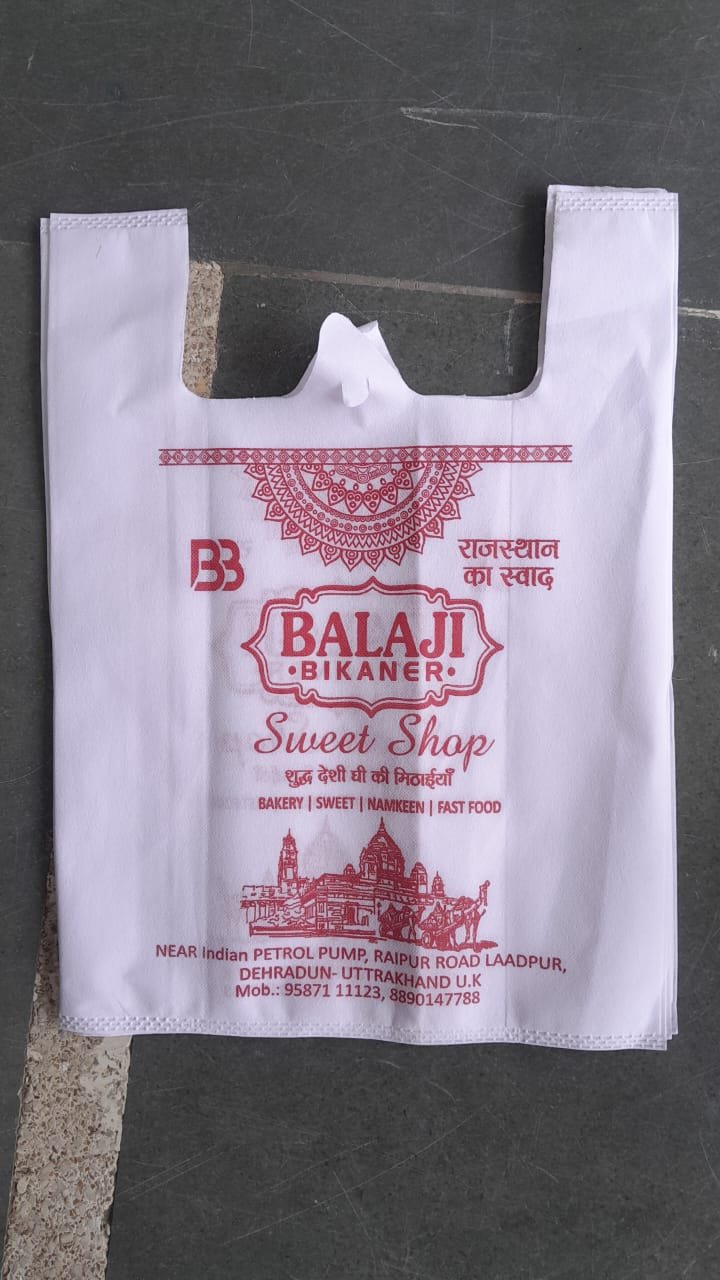 BB
राजस्थान
का स्वाद
BALAJI
•BIKANER•
Sweet Shop
शुद्ध देशी घी की मिठाईयाँ
BAKERY | SWEET | NAMKEEN | FAST FOOD
NEAR Indian PETROL PUMP, RAIPUR ROAD LAADPUR,
DEHRADUN- UTTRAKHAND U.K
Mob.: 95871 11123, 8890147788